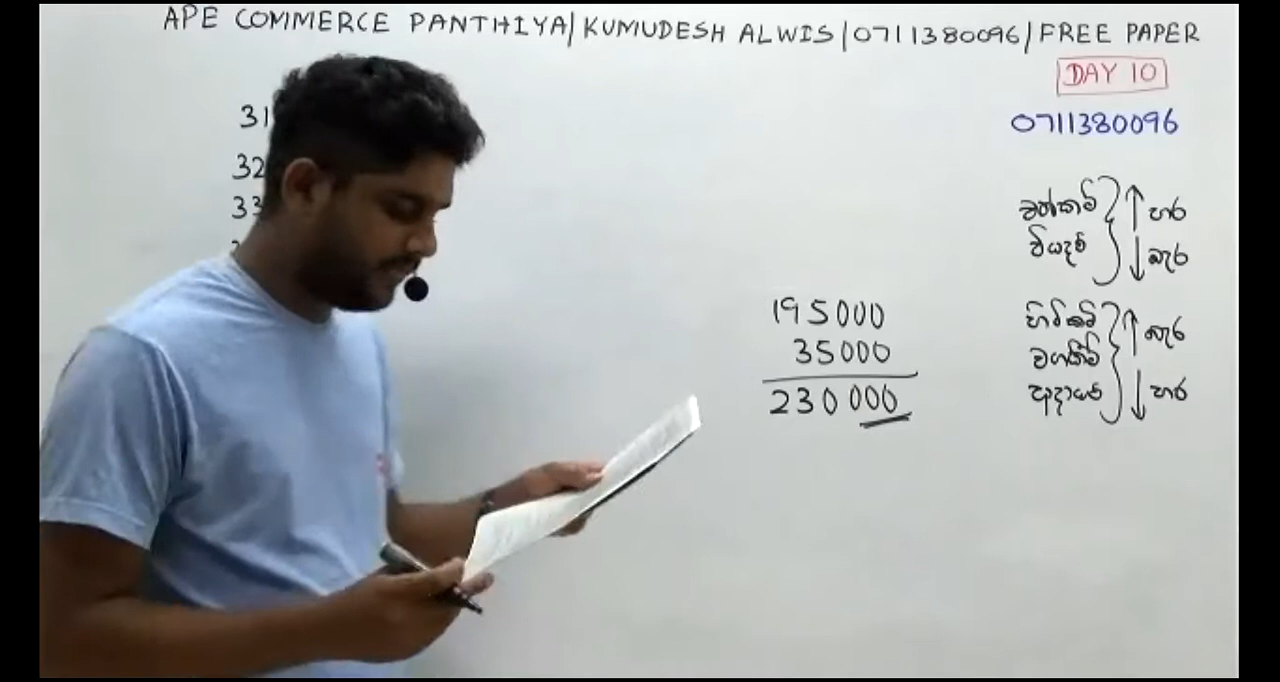 APE COMMERCE PANTHIYA/KUMUDESH ALWIS/0711380096/FREE PAPER
DAY 10
0711380096
31
32
33
වත්කම් ↑ හර
වියදම් ↓ බැර
195000
35000
230000
හිමිකම් ↑ බැර
වගකීම්
ආදායම් ↓ හර